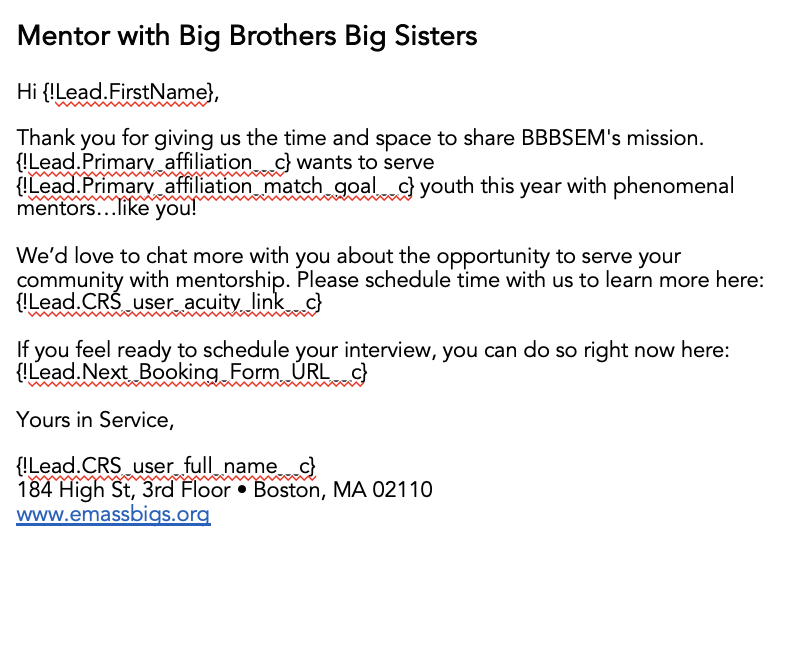 Mentor with Big Brothers Big Sisters
Hi {!Lead.FirstName},
Thank you for giving us the time and space to share BBBSEM's mission.
{!Lead.Primary_affiliation__c} wants to serve
{!Lead.Primary_affiliation_match_goal__c} youth this year with phenomenal
mentors…like you!
We’d love to chat more with you about the opportunity to serve your
community with mentorship. Please schedule time with us to learn more here:
{!Lead.CRS_user_acuity_link__c}
If you feel ready to schedule your interview, you can do so right now here:
{!Lead.Next_Booking_Form_URL__c}
Yours in Service,
{!Lead.CRS_user_full_name__c}
184 High St, 3rd Floor • Boston, MA 02110
www.emassbigs.org